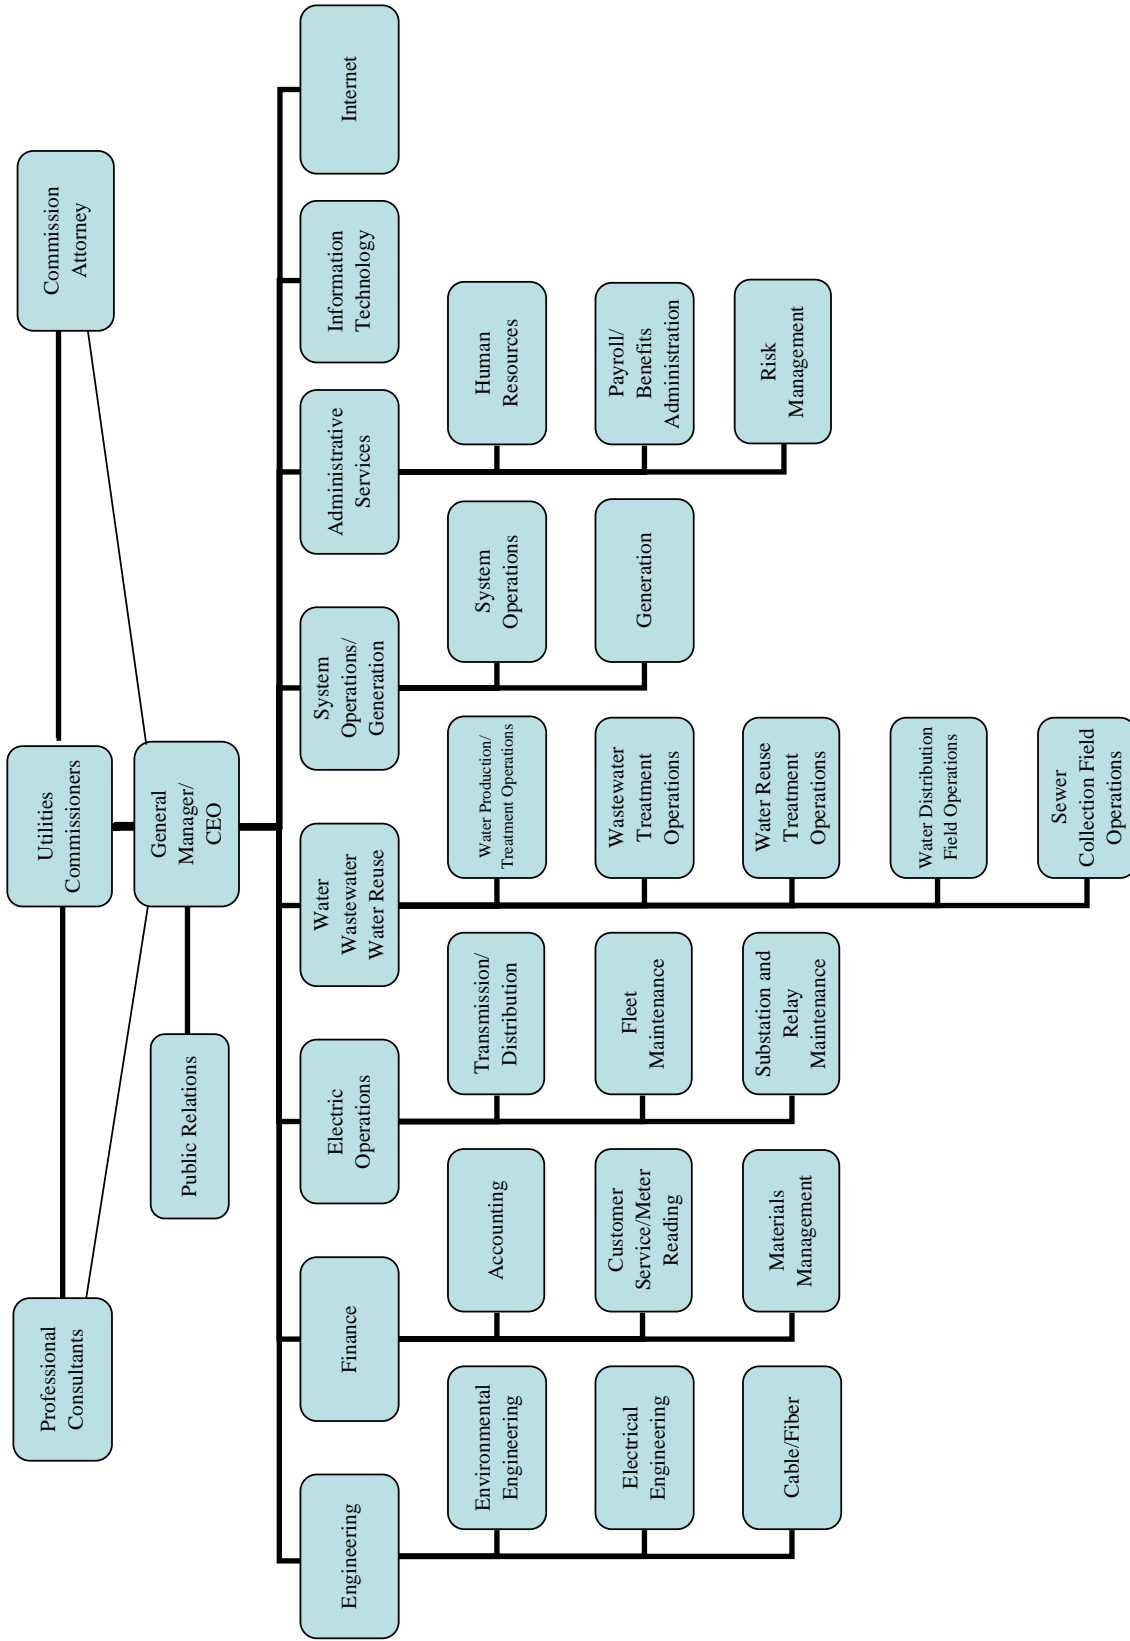 Professional
Consultants
Utilities
Commissioners
Commission
Attorney
Public Relations
General
Manager/
CEO
Engineering
Finance
Electric
Operations
Water
Wastewater
Water Reuse
System
Operations/
Generation
Administrative
Services
Information
Technology
Internet
Environmental
Engineering
Accounting
Transmission/
Distribution
Water Production/
Treatment Operations
System
Operations
Human
Resources
Electrical
Engineering
Customer
Service/Meter
Reading
Fleet
Maintenance
Wastewater
Treatment
Operations
Generation
Payroll/
Benefits
Administration
Cable/Fiber
Materials
Management
Substation and
Relay
Maintenance
Water Reuse
Treatment
Operations
Risk
Management
Water Distribution
Field Operations
Sewer
Collection Field
Operations